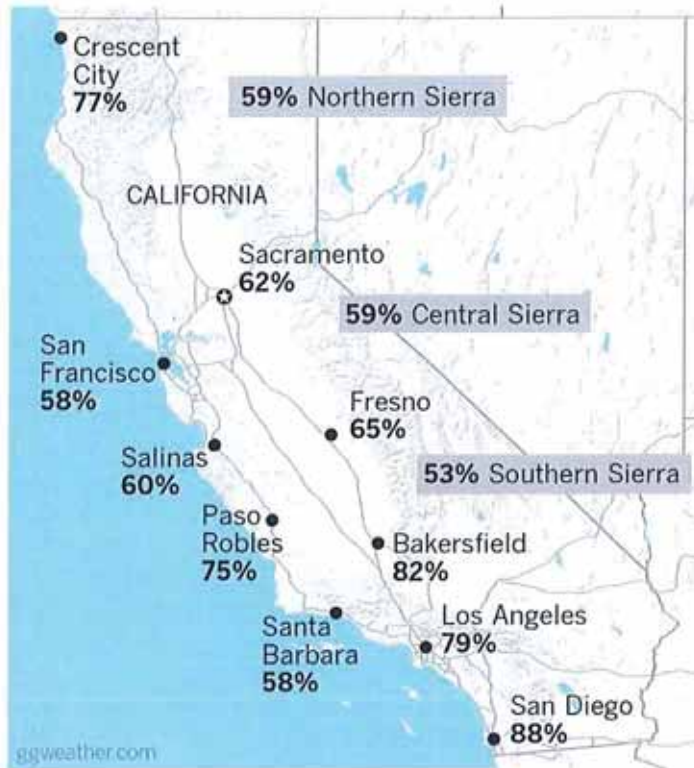 Crescent
City
77%
59% Northern Sierra
CALIFORNIA
Sacramento
62%
59% Central Sierra
San
Francisco
58%
Fresno
65%
Salinas
60%
53% Southern Sierra
Paso
Robles
75%
Bakersfield
82%
Santa
Barbara
58%
Los Angeles
79%
San Diego
88%
ggweather.com